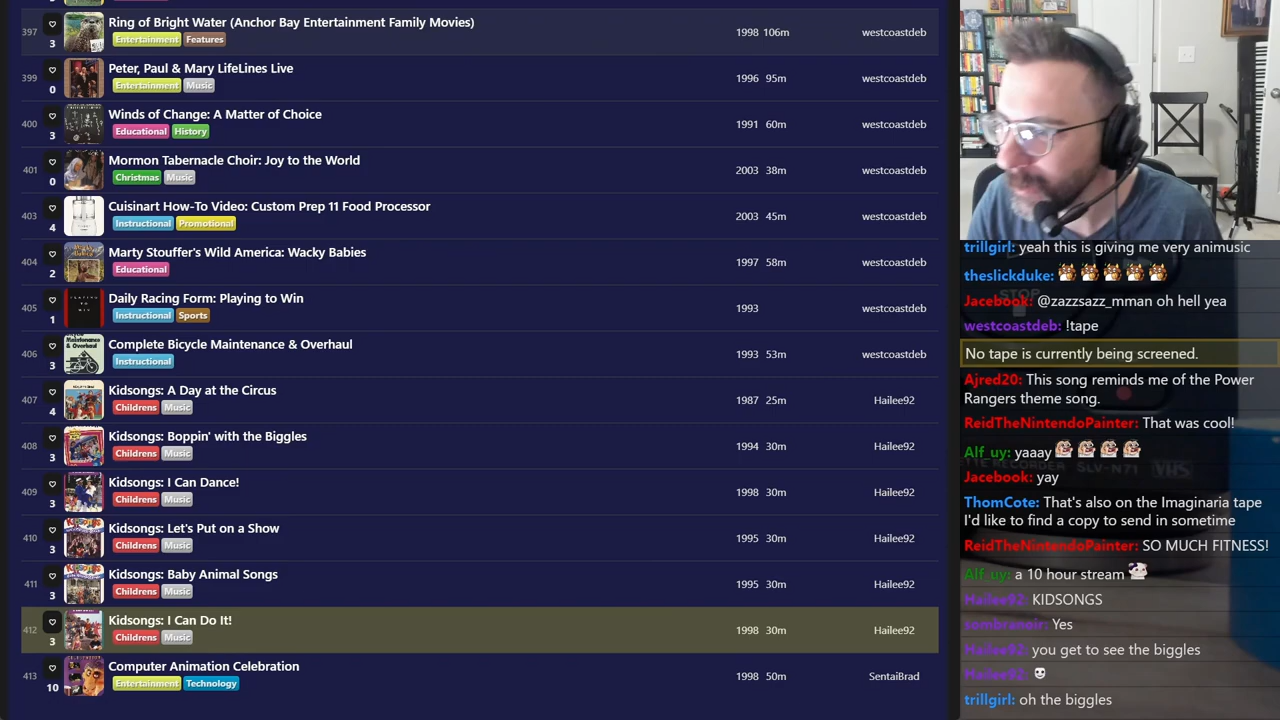 397
3
Ring of Bright Water (Anchor Bay Entertainment Family Movies)
Entertainment Features
1998 106m westcoastdeb
399
0
Peter, Paul & Mary LifeLines Live
Entertainment Music
1996 95m westcoastdeb
400
3
Winds of Change: A Matter of Choice
Educational History
1991 60m westcoastdeb
401
0
Mormon Tabernacle Choir: Joy to the World
Christmas Music
2003 38m westcoastdeb
403
4
Cuisinart How-To Video: Custom Prep 11 Food Processor
Instructional Promotional
2003 45m westcoastdeb
404
2
Marty Stouffer's Wild America: Wacky Babies
Educational
1997 58m westcoastdeb
405
1
Daily Racing Form: Playing to Win
Instructional Sports
1993 westcoastdeb
406
3
Complete Bicycle Maintenance & Overhaul
Instructional
1993 53m westcoastdeb
407
4
Kidsongs: A Day at the Circus
Childrens Music
1987 25m Hailee92
408
3
Kidsongs: Boppin' with the Biggles
Childrens Music
1994 30m Hailee92
409
3
Kidsongs: I Can Dance!
Childrens Music
1998 30m Hailee92
410
3
Kidsongs: Let's Put on a Show
Childrens Music
1995 30m Hailee92
411
3
Kidsongs: Baby Animal Songs
Childrens Music
1995 30m Hailee92
412
3
Kidsongs: I Can Do It!
Childrens Music
1998 30m Hailee92
413
10
Computer Animation Celebration
Entertainment Technology
1998 50m SentaiBrad
trillgirl: yeah this is giving me very animusic
theslickduke:
Jacebook: @zazzsazz_mman oh hell yea
westcoastdeb: !tape
No tape is currently being screened.
Ajred20: This song reminds me of the Power
Rangers theme song.
ReidTheNintendoPainter: That was cool!
Alf_uy: yaaay
Jacebook: yay
ThomCote: That's also on the Imaginaria tape
I'd like to find a copy to send in sometime
ReidTheNintendoPainter: SO MUCH FITNESS!
Alf_uy: a 10 hour stream
Hailee92: KIDSONGS
sombranoir: Yes
Hailee92: you get to see the biggles
Hailee92:
trillgirl: oh the biggles
STOP
SLV-N71 VHS